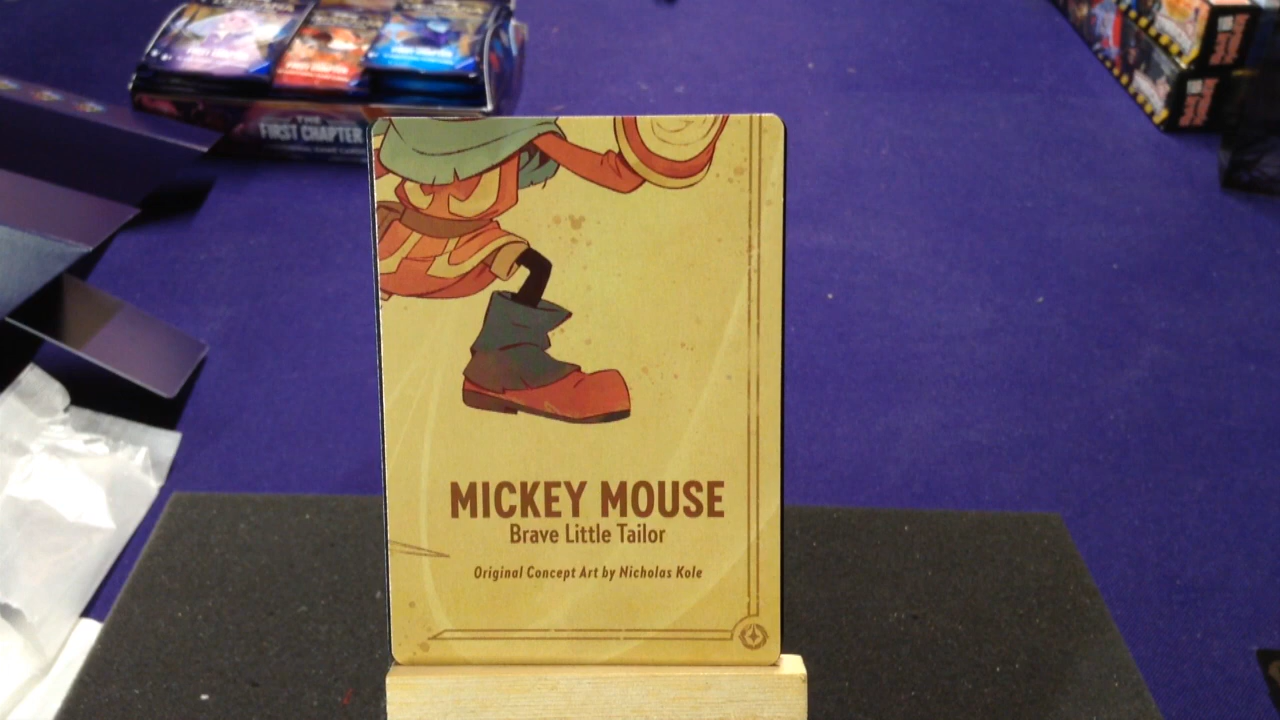 THE
FIRST CHAPTER
MICKEY MOUSE
Brave Little Tailor
Original Concept Art by Nicholas Kole